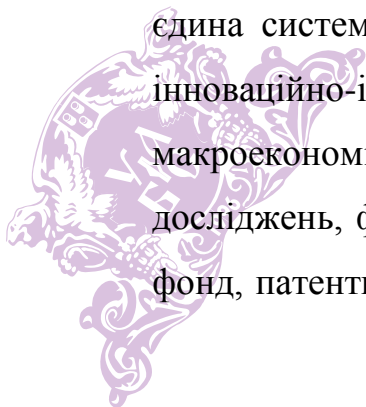 єдина систем
інноваційно-і
макроекономі
досліджень, ф
фонд, патентн